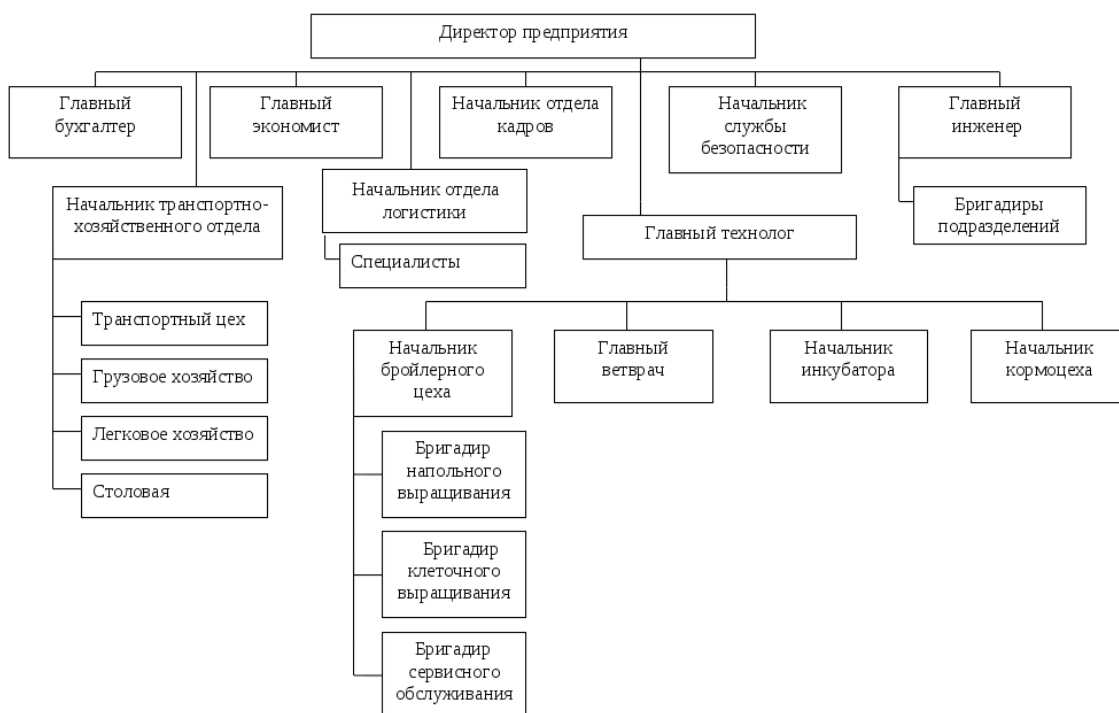 Директор предприятия
Главный
бухгалтер
Главный
экономист
Начальник отдела
кадров
Начальник
службы
безопасности
Главный
инженер
Начальник транспортно-
хозяйственного отдела
Начальник отдела
логистики
Бригадиры
подразделений
Главный технолог
Специалисты
Транспортный цех
Грузовое хозяйство
Легковое хозяйство
Столовая
Начальник
бройлерного
цеха
Главный
ветврач
Начальник
инкубатора
Начальник
кормоцеха
Бригадир
напольного
выращивания
Бригадир
клеточного
выращивания
Бригадир
сервисного
обслуживания